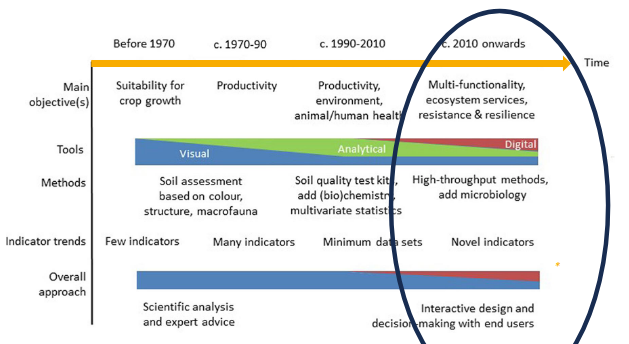 Before 1970 c. 1970-90 c. 1990-2010 c. 2010 onwards
Time
Main objective(s)
Suitability for
crop growth
Productivity
Productivity,
environment,
animal/human health
Multi-functionality,
ecosystem services,
resistance & resilience
Tools
Visual
Analytical
Digital
Methods
Soil assessment
based on colour,
structure, macrofauna
Soil quality test kits,
add (bio)chemistry,
multivariate statistics
High-throughput methods,
add microbiology
Indicator trends
Few indicators Many indicators Minimum data sets Novel indicators
Overall
approach
Scientific analysis
and expert advice
Interactive design and
decision-making with end users